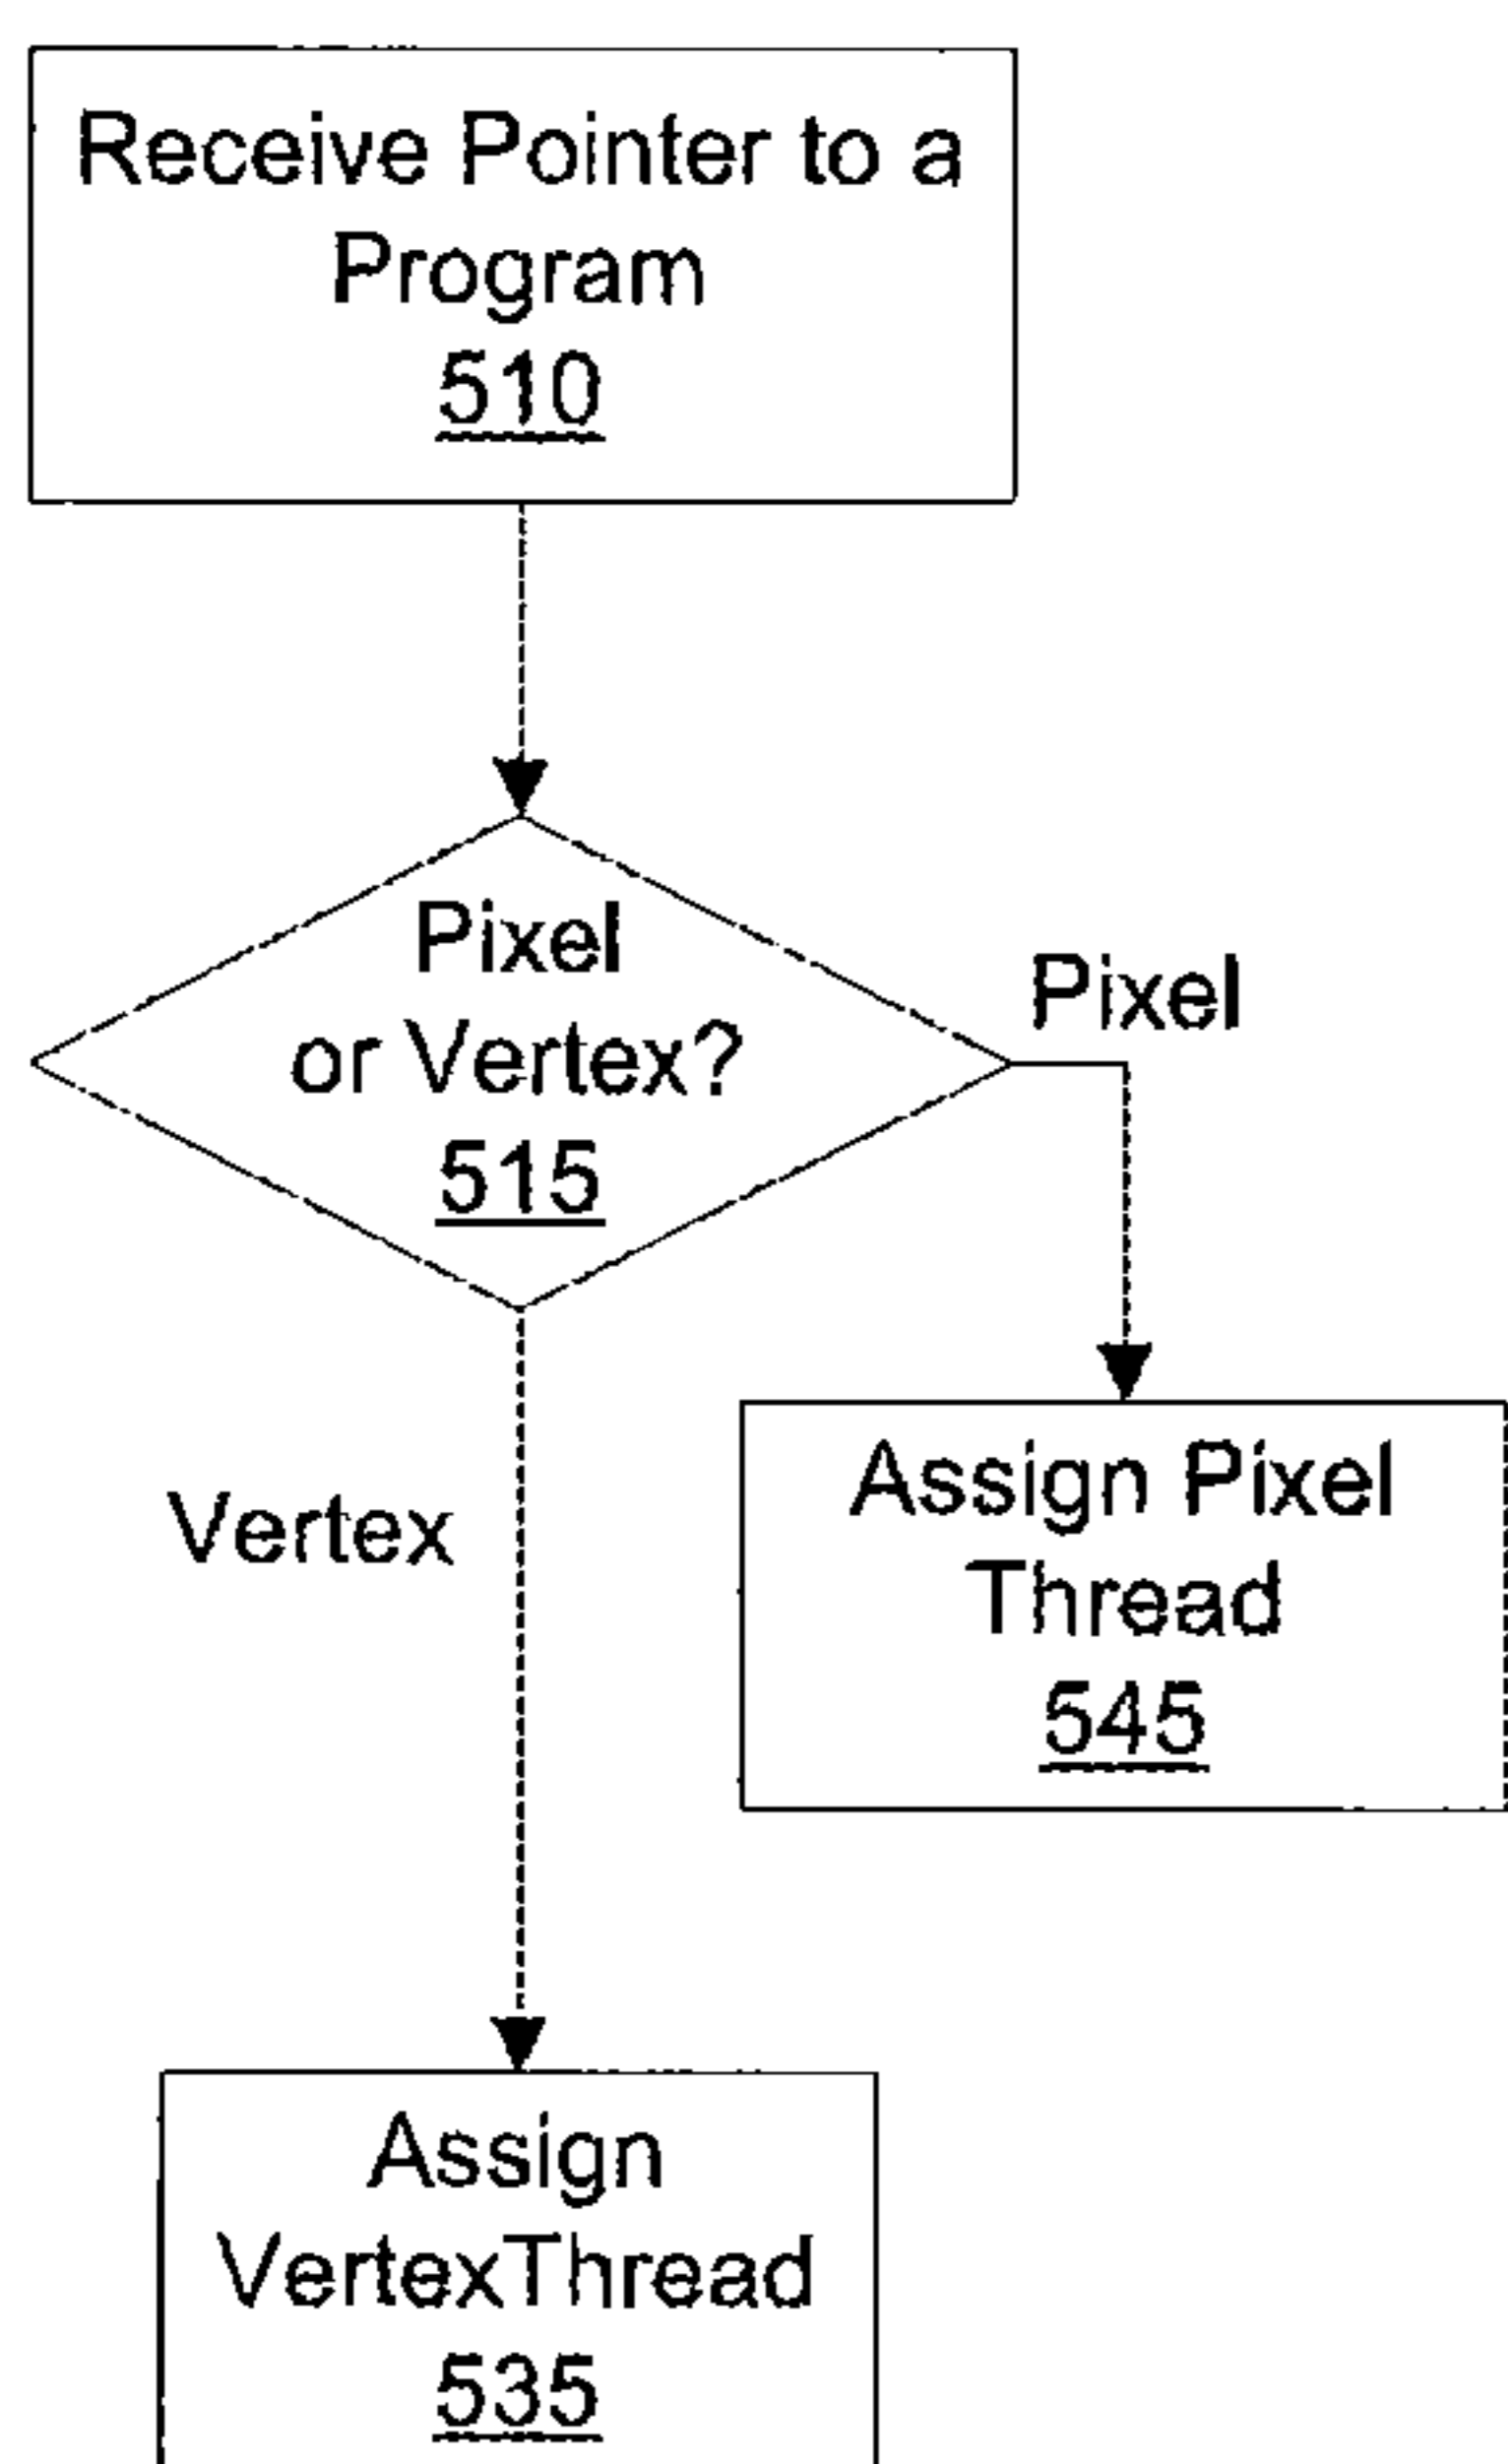 Receive Pointer to a
Program
510
Pixel
or Vertex?
515
Pixel
Vertex
Assign Pixel
Thread
545
Assign
VertexThread
535